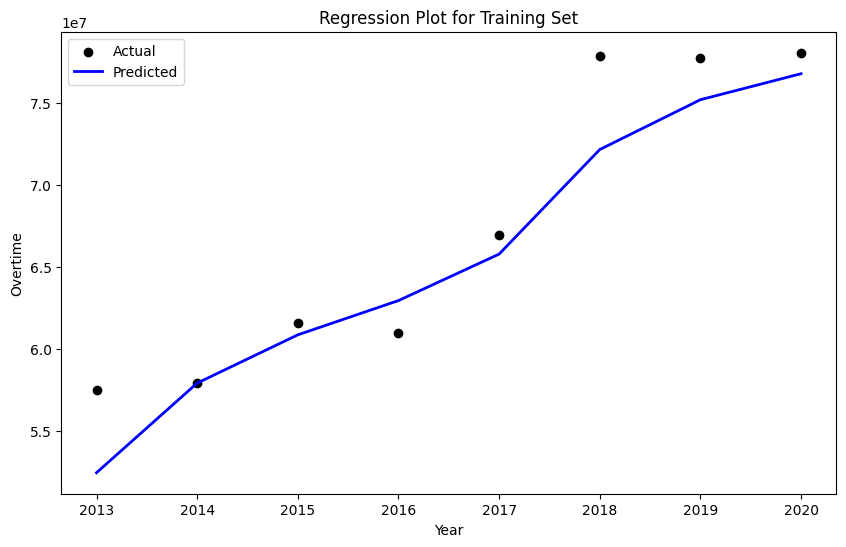 Regression Plot for Training Set
1e7
Actual
Predicted
7.5
7.0
6.5
6.0
5.5
Overtime
2013 2014 2015 2016 2017 2018 2019 2020
Year